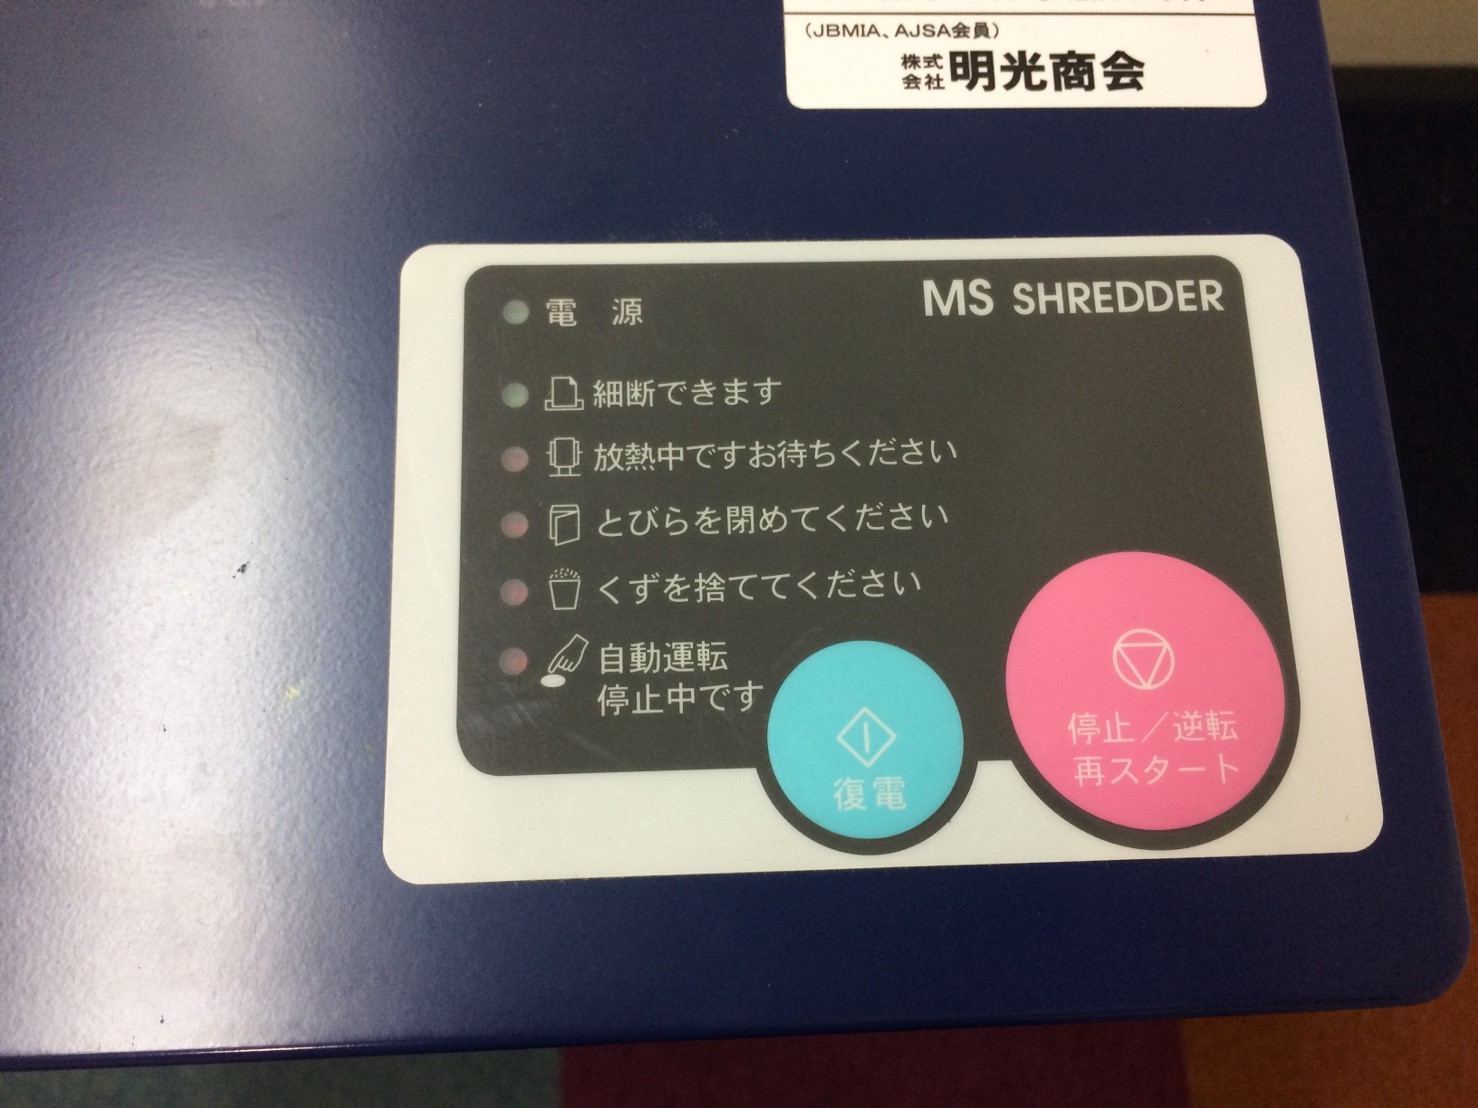 (JBMIA、AJSA会員)
株式会社 明光商会
MS SHREDDER
電 源
細断できます
放熱中ですお待ちください
とびらを閉めてください
くずを捨ててください
自動運転
停止中です
復電
停止／逆転
再スタート